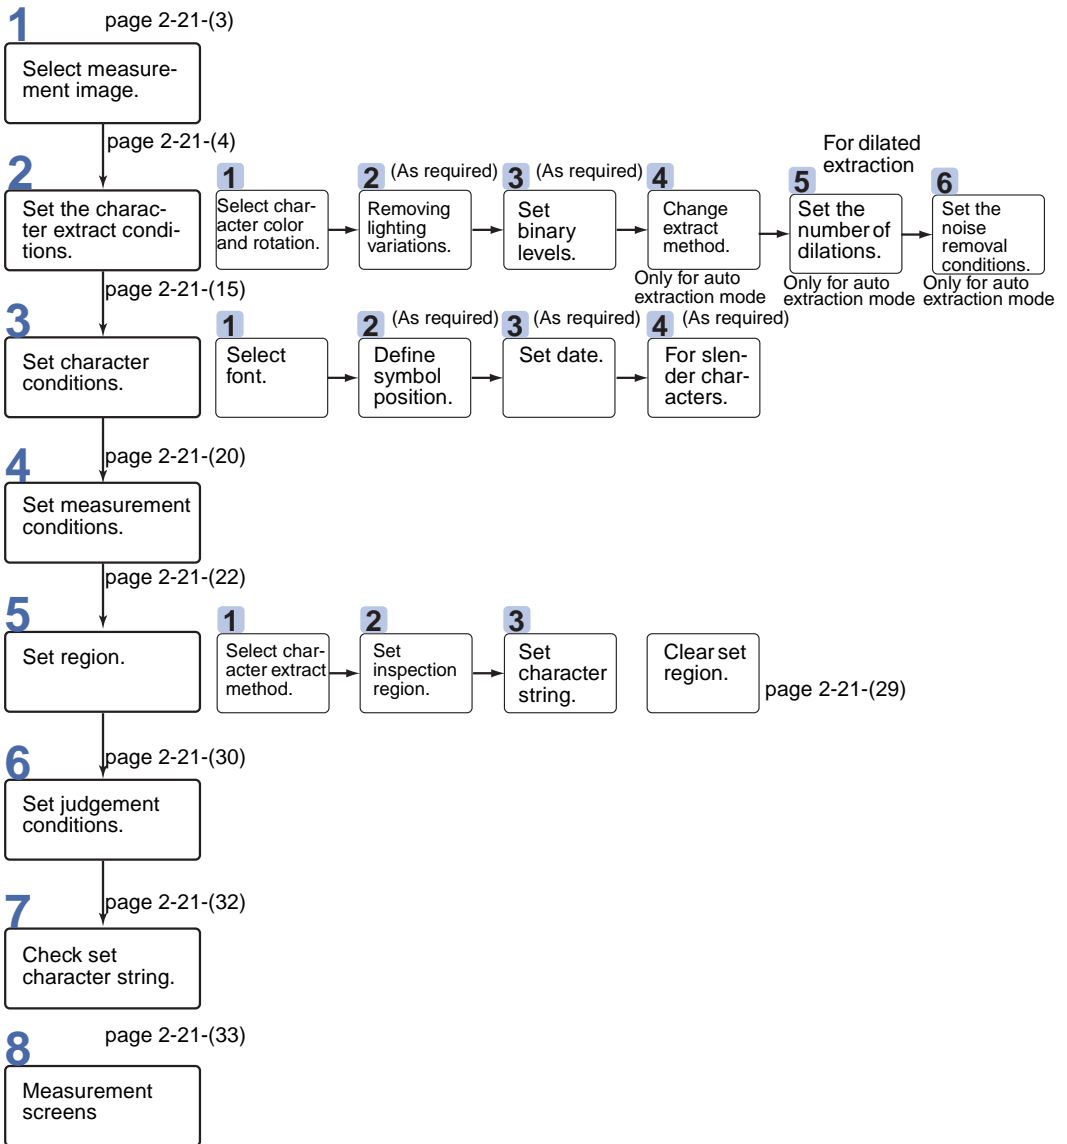 1
page 2-21-(3)
Select measure-
ment image.
page 2-21-(4)
2
Set the charac-
ter extract condi-
tions.
1
Select char-
acter color
and rotation.
2 (As required)
Removing
lighting
variations.
3 (As required)
Set
binary
levels.
4
Change
extract
method.
Only for auto
extraction mode
For dilated
extraction
5
Set the
number of
dilations.
Only for auto
extraction mode
6
Set the
noise
removal
conditions.
Only for auto
extraction mode
page 2-21-(15)
3
Set character
conditions.
1
Select
font.
2 (As required)
Define
symbol
position.
3 (As required)
Set date.
4 (As required)
For slen-
der char-
acters.
page 2-21-(20)
4
Set measurement
conditions.
page 2-21-(22)
5
Set region.
1
Select char-
acter extract
method.
2
Set
inspection
region.
3
Set
character
string.
Clear set
region.
page 2-21-(29)
page 2-21-(30)
6
Set judgement
conditions.
page 2-21-(32)
7
Check set
character string.
page 2-21-(33)
8
Measurement
screens